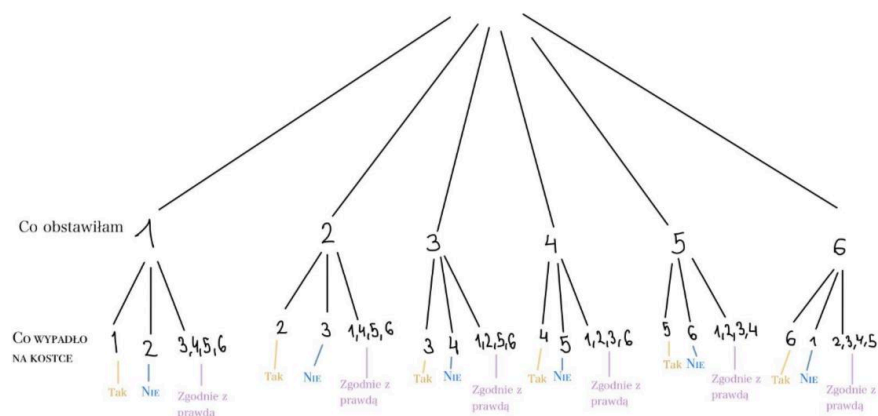 Co obstawiłam 1 2 3 4 5 6
Co wypadło
na kostce
1 2 3,4,5,6 2 3 1,4,5,6 3 4 1,2,5,6 4 5 1,2,3,6 5 6 1,2,3,4 6 1 2,3,4,5
Tak Nie Zgodnie z
prawdą
Tak Nie Zgodnie z
prawdą
Tak Nie Zgodnie z
prawdą
Tak Nie Zgodnie z
prawdą
Tak Nie Zgodnie z
prawdą
Tak Nie Zgodnie z
prawdą